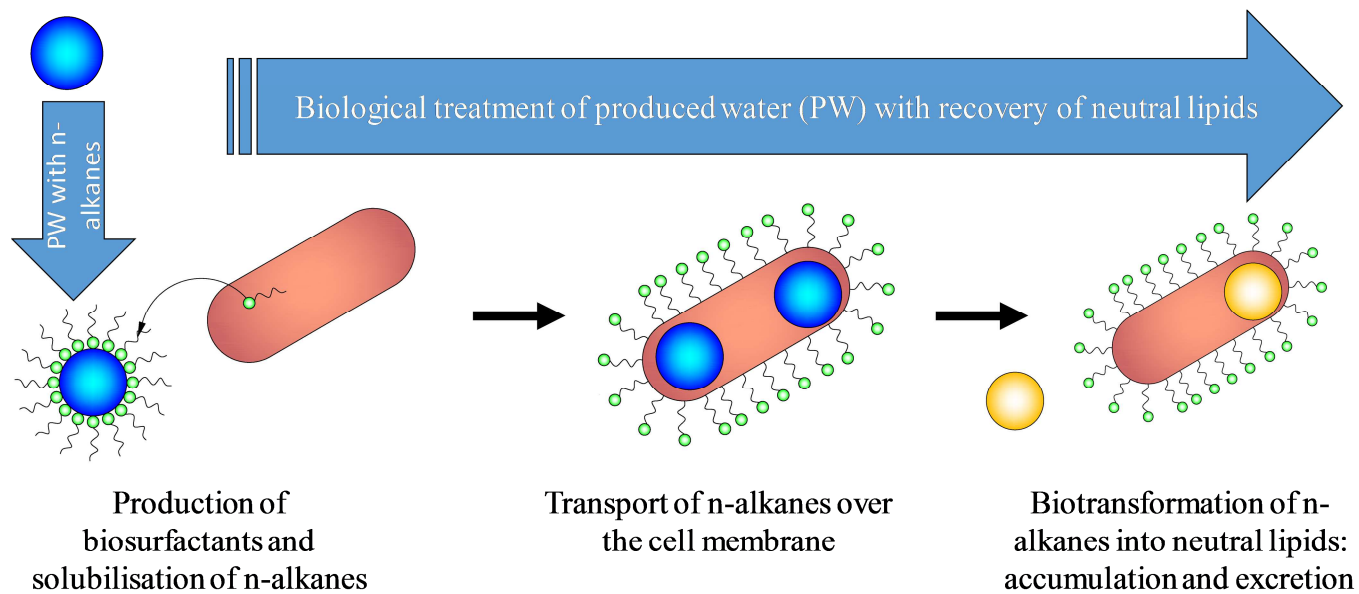 Biological treatment of produced water (PW) with recovery of neutral lipids
PW with n-
alkanes
Production of
biosurfactants and
solubilisation of n-alkanes
Transport of n-alkanes over
the cell membrane
Biotransformation of n-
alkanes into neutral lipids:
accumulation and excretion